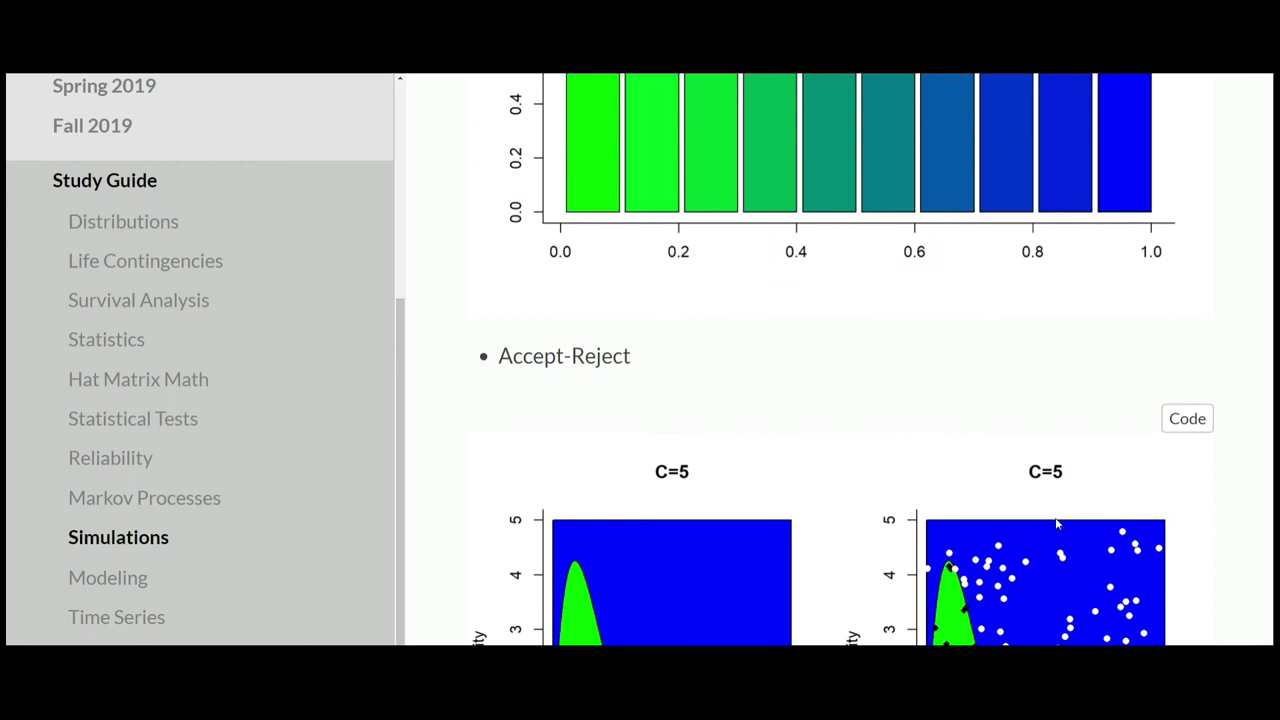 Spring 2019
Fall 2019
Study Guide
Distributions
Life Contingencies
Survival Analysis
Statistics
Hat Matrix Math
Statistical Tests
Reliability
Markov Processes
Simulations
Modeling
Time Series
0.4
0.2
0.0
0.0 0.2 0.4 0.6 0.8 1.0
• Accept-Reject
Code
C=5
5
4
3
C=5
5
4
3